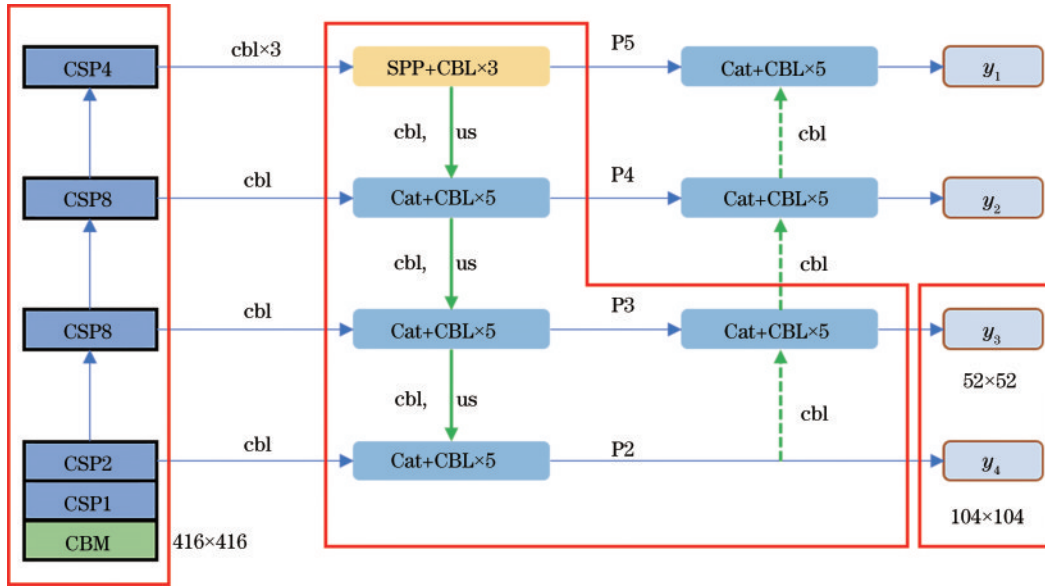 cbl×3
P5
CSP4
SPP+CBL×3
Cat+CBL×5
y₁
cbl, us
cbl
cbl
P4
CSP8
Cat+CBL×5
Cat+CBL×5
y₂
cbl, us
cbl
cbl
P3
CSP8
Cat+CBL×5
Cat+CBL×5
y₃
52×52
cbl, us
cbl
cbl
P2
CSP2
Cat+CBL×5
y₄
CSP1
104×104
CBM
416×416